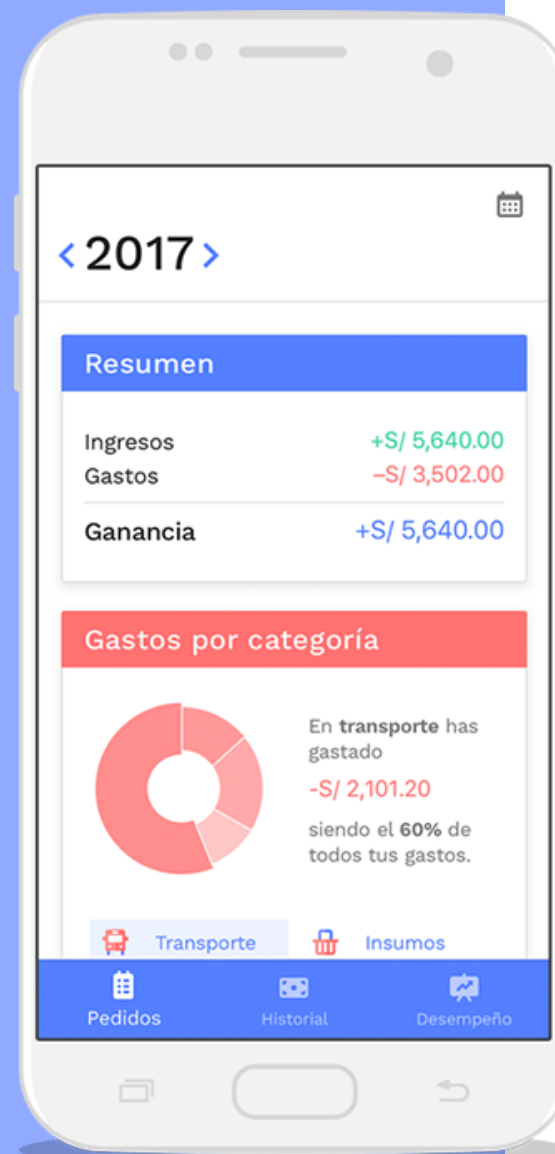 2017
Resumen
Ingresos +S/ 5,640.00
Gastos –S/ 3,502.00
Ganancia +S/ 5,640.00
Gastos por categoría
En transporte has
gastado
-S/ 2,101.20
siendo el 60% de
todos tus gastos.
Transporte Insumos
Pedidos Historial Desempeño